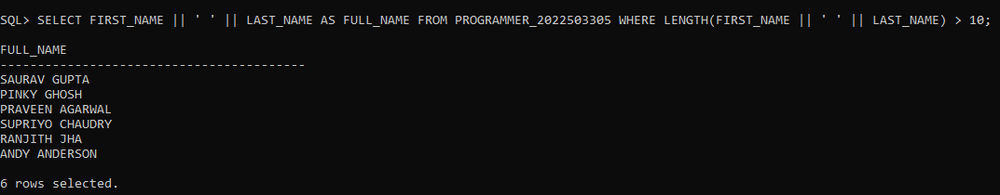 SQL> SELECT FIRST_NAME || ' ' || LAST_NAME AS FULL_NAME FROM PROGRAMMER_2022503305 WHERE LENGTH(FIRST_NAME || ' ' || LAST_NAME) > 10;
FULL_NAME
-----------------------------------------
SAURAV GUPTA
PINKY GHOSH
PRAVEEN AGARWAL
SUPRIYO CHAUDRY
RANJITH JHA
ANDY ANDERSON
6 rows selected.